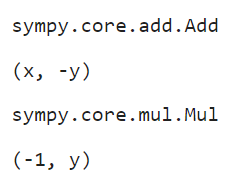 sympy.core.add.Add
(x, -y)
sympy.core.mul.Mul
(-1, y)